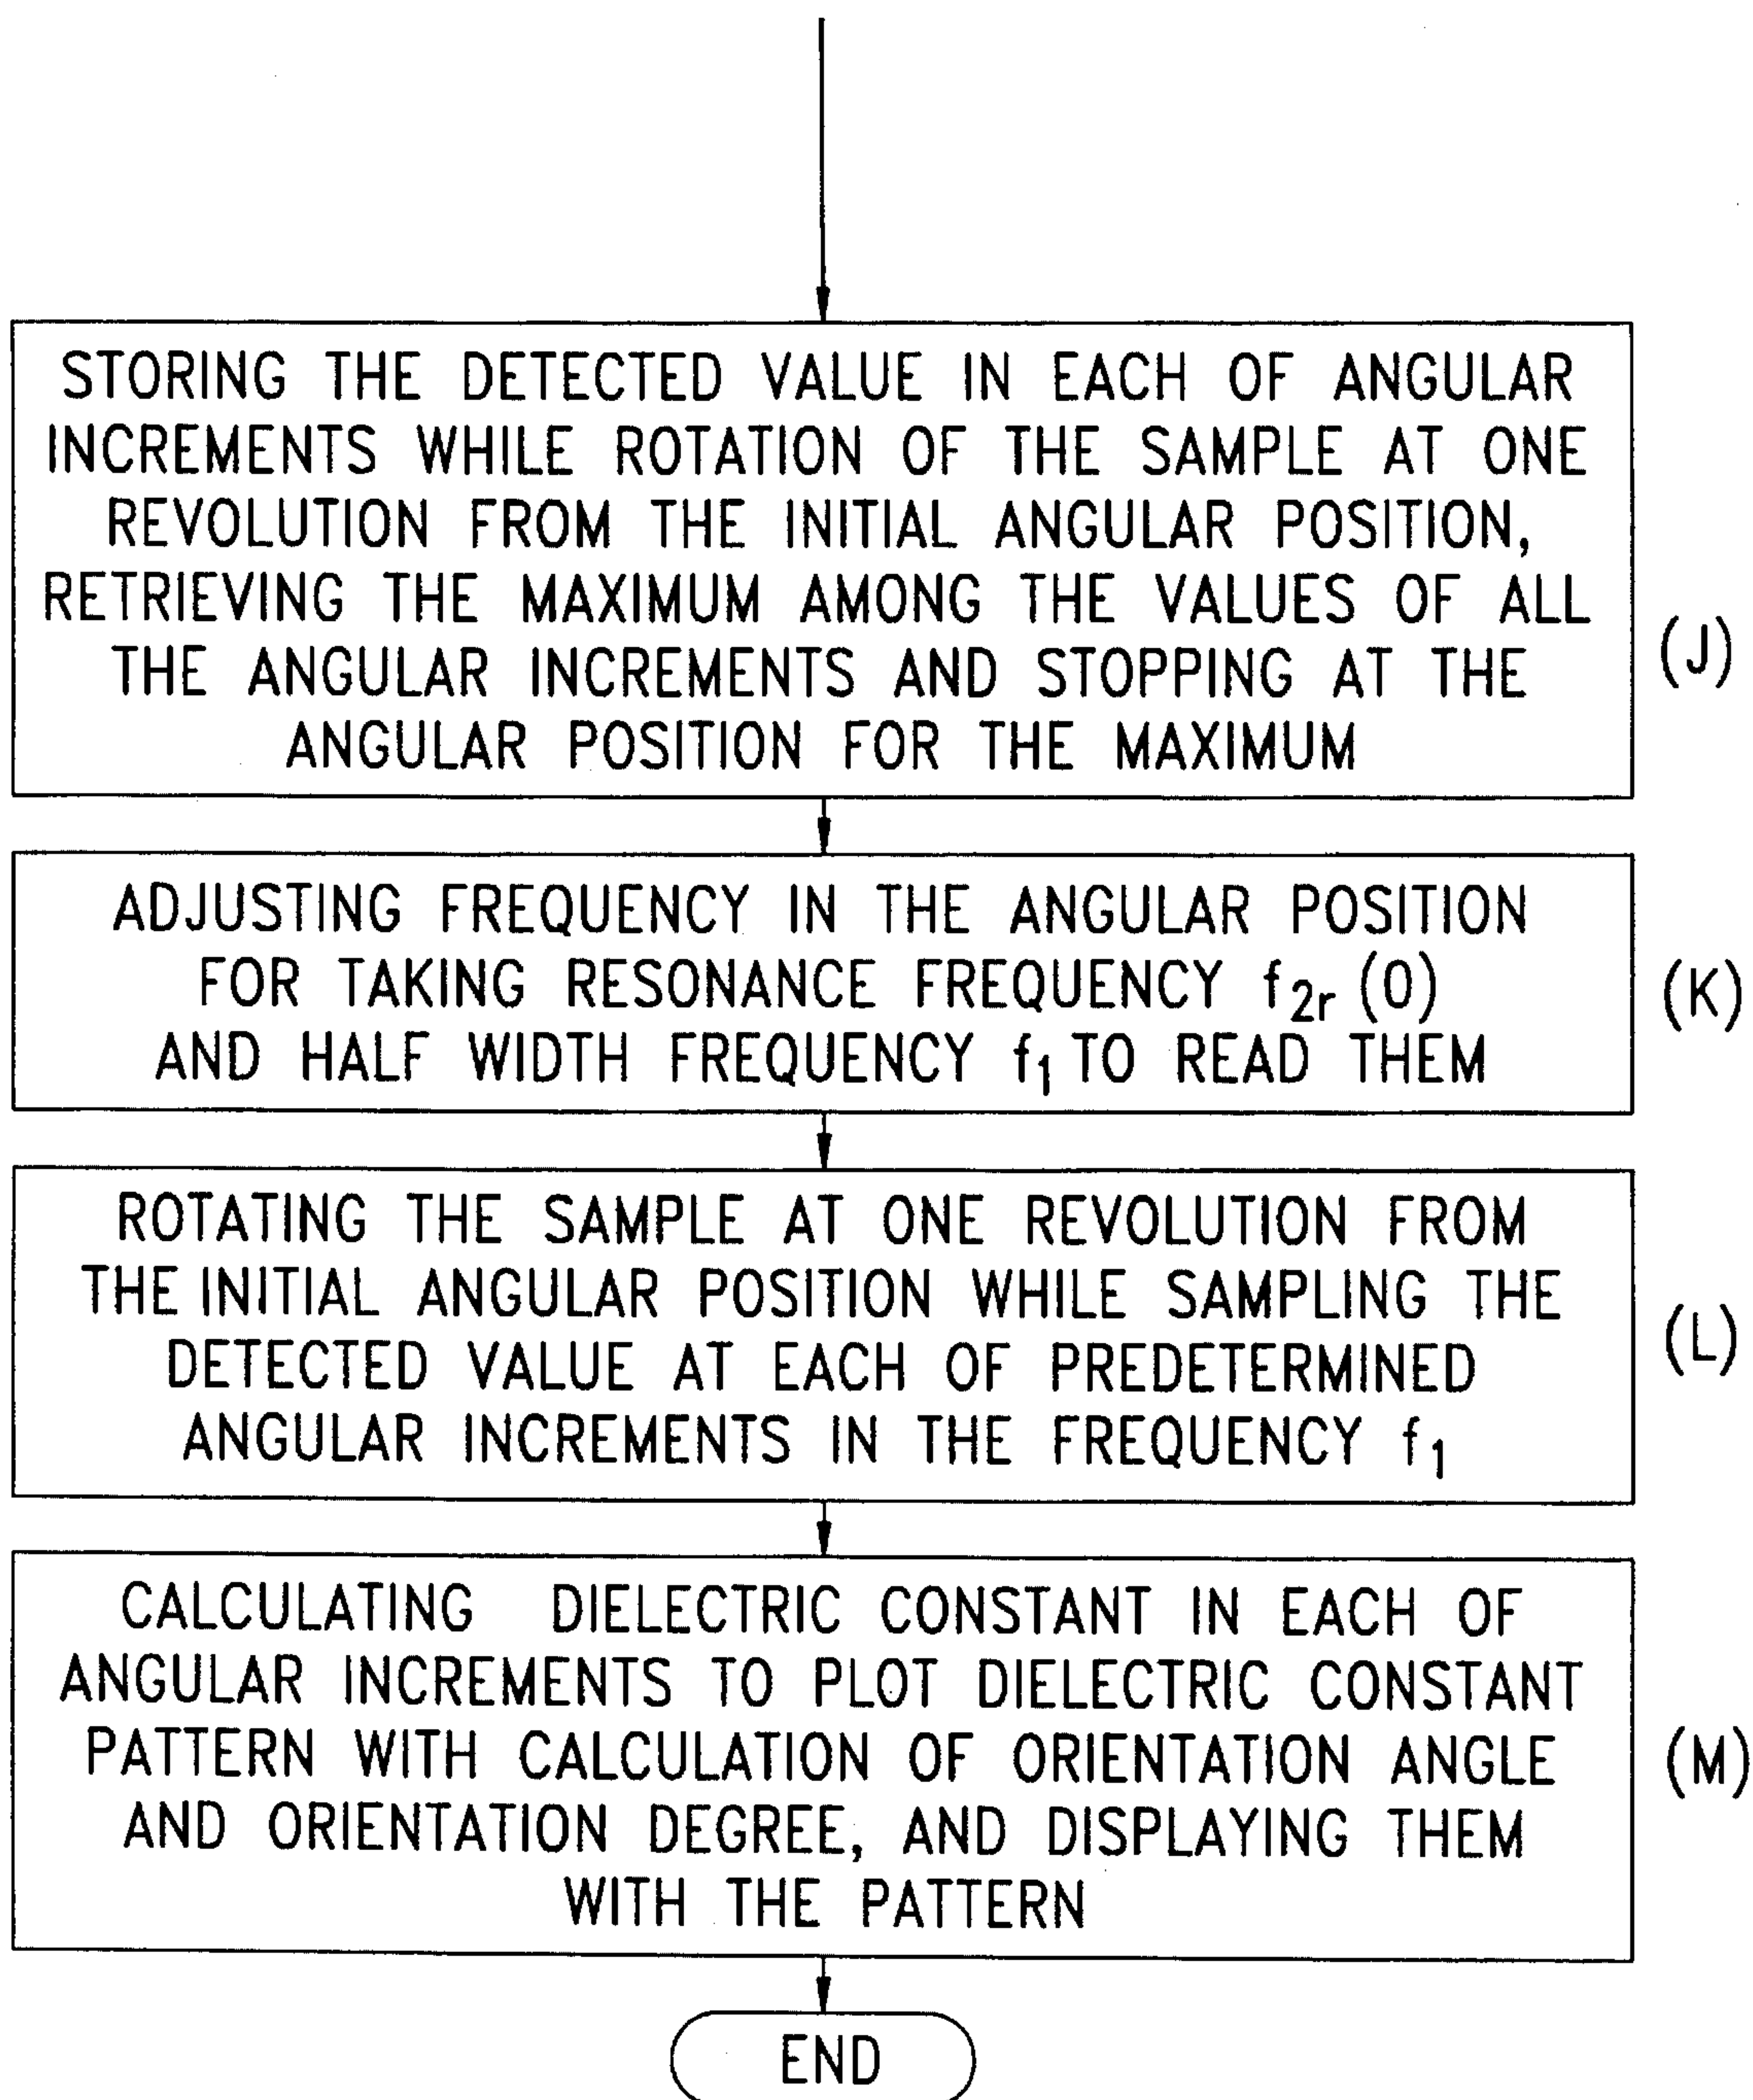 STORING THE DETECTED VALUE IN EACH OF ANGULAR
INCREMENTS WHILE ROTATION OF THE SAMPLE AT ONE
REVOLUTION FROM THE INITIAL ANGULAR POSITION,
RETRIEVING THE MAXIMUM AMONG THE VALUES OF ALL
THE ANGULAR INCREMENTS AND STOPPING AT THE
ANGULAR POSITION FOR THE MAXIMUM
(J)
ADJUSTING FREQUENCY IN THE ANGULAR POSITION
FOR TAKING RESONANCE FREQUENCY f2r (0)
AND HALF WIDTH FREQUENCY f1 TO READ THEM
(K)
ROTATING THE SAMPLE AT ONE REVOLUTION FROM
THE INITIAL ANGULAR POSITION WHILE SAMPLING THE
DETECTED VALUE AT EACH OF PREDETERMINED
ANGULAR INCREMENTS IN THE FREQUENCY f1
(L)
CALCULATING DIELECTRIC CONSTANT IN EACH OF
ANGULAR INCREMENTS TO PLOT DIELECTRIC CONSTANT
PATTERN WITH CALCULATION OF ORIENTATION ANGLE
AND ORIENTATION DEGREE, AND DISPLAYING THEM
WITH THE PATTERN
(M)
END